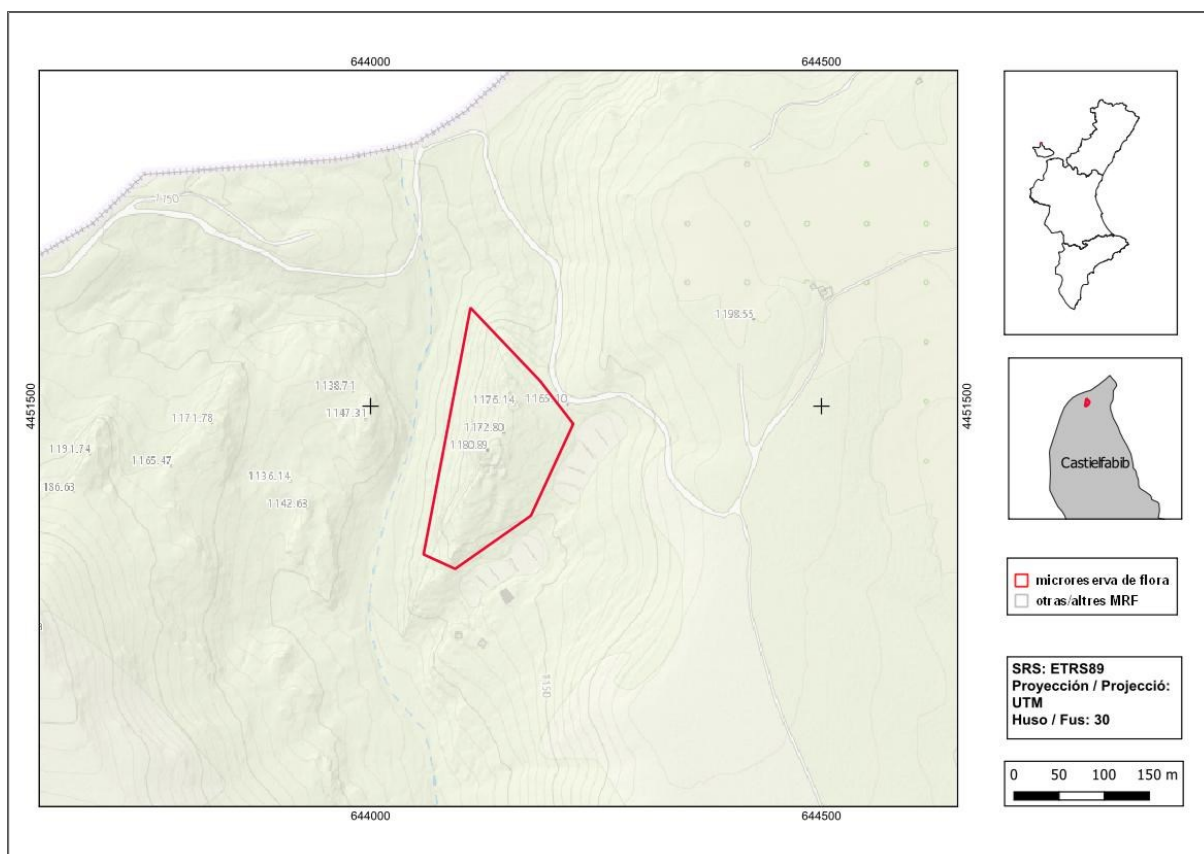 644000
644500
1150
1198.55
4451500
4451500
1138.71
1176.14
1165.10
1147.31
1171.78
1172.80
1180.89
1191.74
1165.47
1136.14
186.63
1142.63
1150
644000
644500
Castielfabib
microreserva de flora
otras/altres MRF
SRS: ETRS89
Proyección / Projecció:
UTM
Huso / Fus: 30
0 50 100 150 m